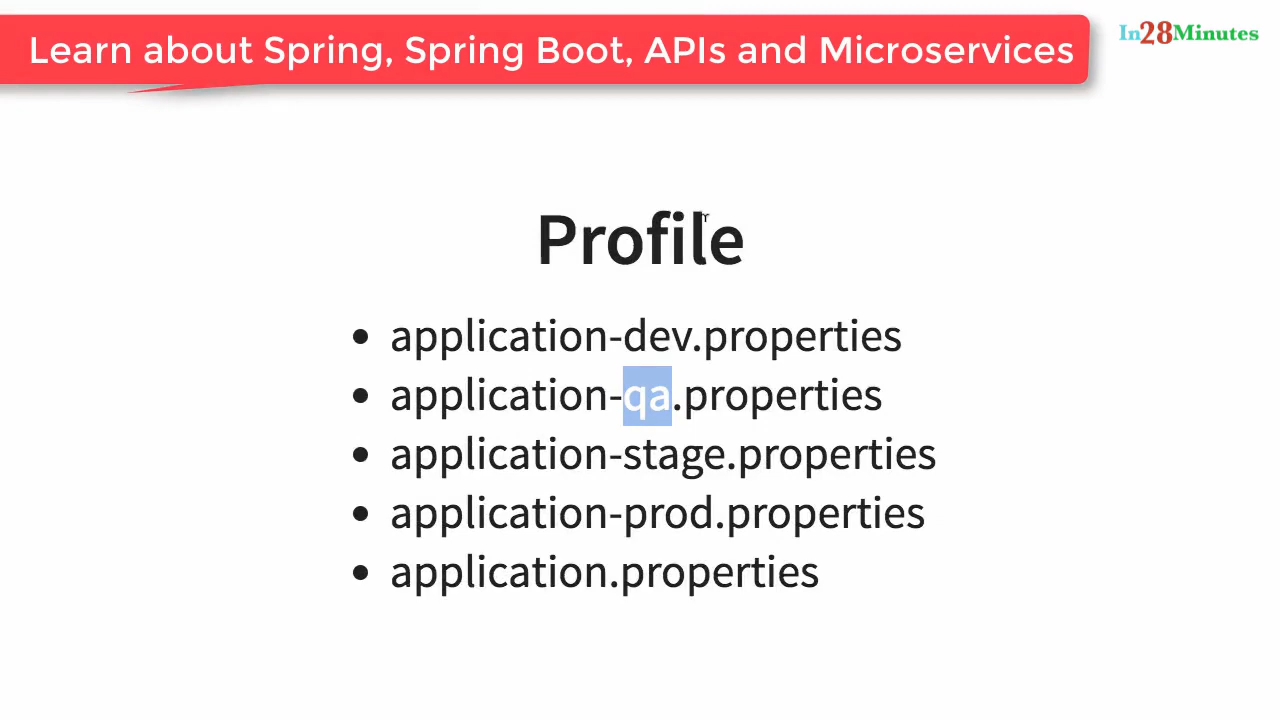 Learn about Spring, Spring Boot, APIs and Microservices
In28Minutes
Profile
application-dev.properties
application-qa.properties
application-stage.properties
application-prod.properties
application.properties